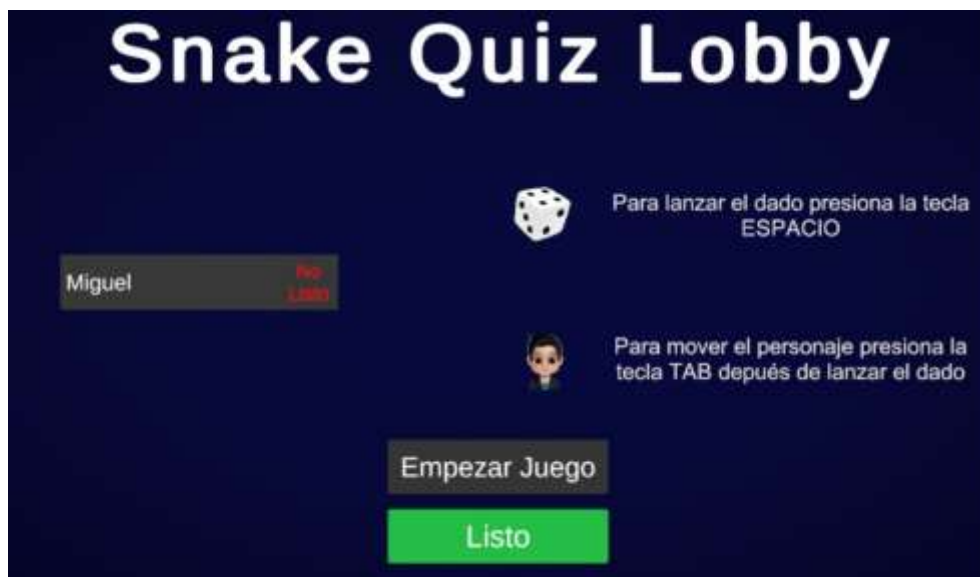 Snake Quiz Lobby
Para lanzar el dado presiona la tecla
ESPACIO
Miguel
No
Listo
Para mover el personaje presiona la
tecla TAB depués de lanzar el dado
Empezar Juego
Listo